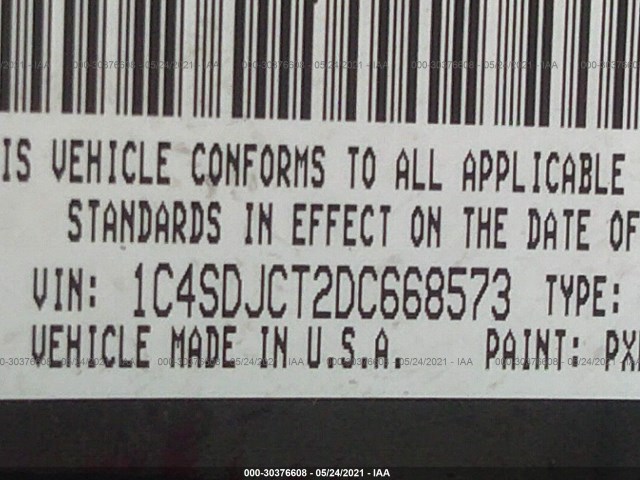 IS VEHICLE CONFORMS TO ALL APPLICABLE
STANDARDS IN EFFECT ON THE DATE OF
VIN: 1C4SDJCT2DC668573 TYPE:
VEHICLE MADE IN U.S.A. PAINT: PX
000-30376608 - 05/24/2021 - IAA